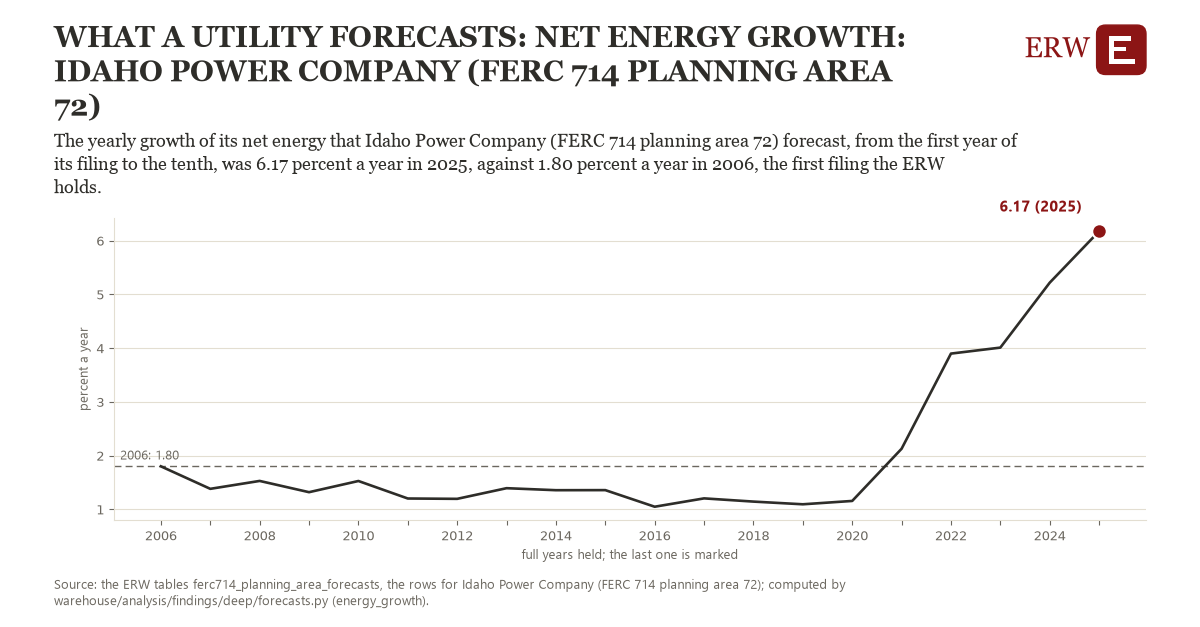 WHAT A UTILITY FORECASTS: NET ENERGY GROWTH:
IDAHO POWER COMPANY (FERC 714 PLANNING AREA
72)
ERW E
The yearly growth of its net energy that Idaho Power Company (FERC 714 planning area 72) forecast, from the first year of
its filing to the tenth, was 6.17 percent a year in 2025, against 1.80 percent a year in 2006, the first filing the ERW
holds.
6.17 (2025)
6
5
4
3
2
1
percent a year
2006: 1.80
2006 2008 2010 2012 2014 2016 2018 2020 2022 2024
full years held; the last one is marked
Source: the ERW tables ferc714_planning_area_forecasts, the rows for Idaho Power Company (FERC 714 planning area 72); computed by
warehouse/analysis/findings/deep/forecasts.py (energy_growth).